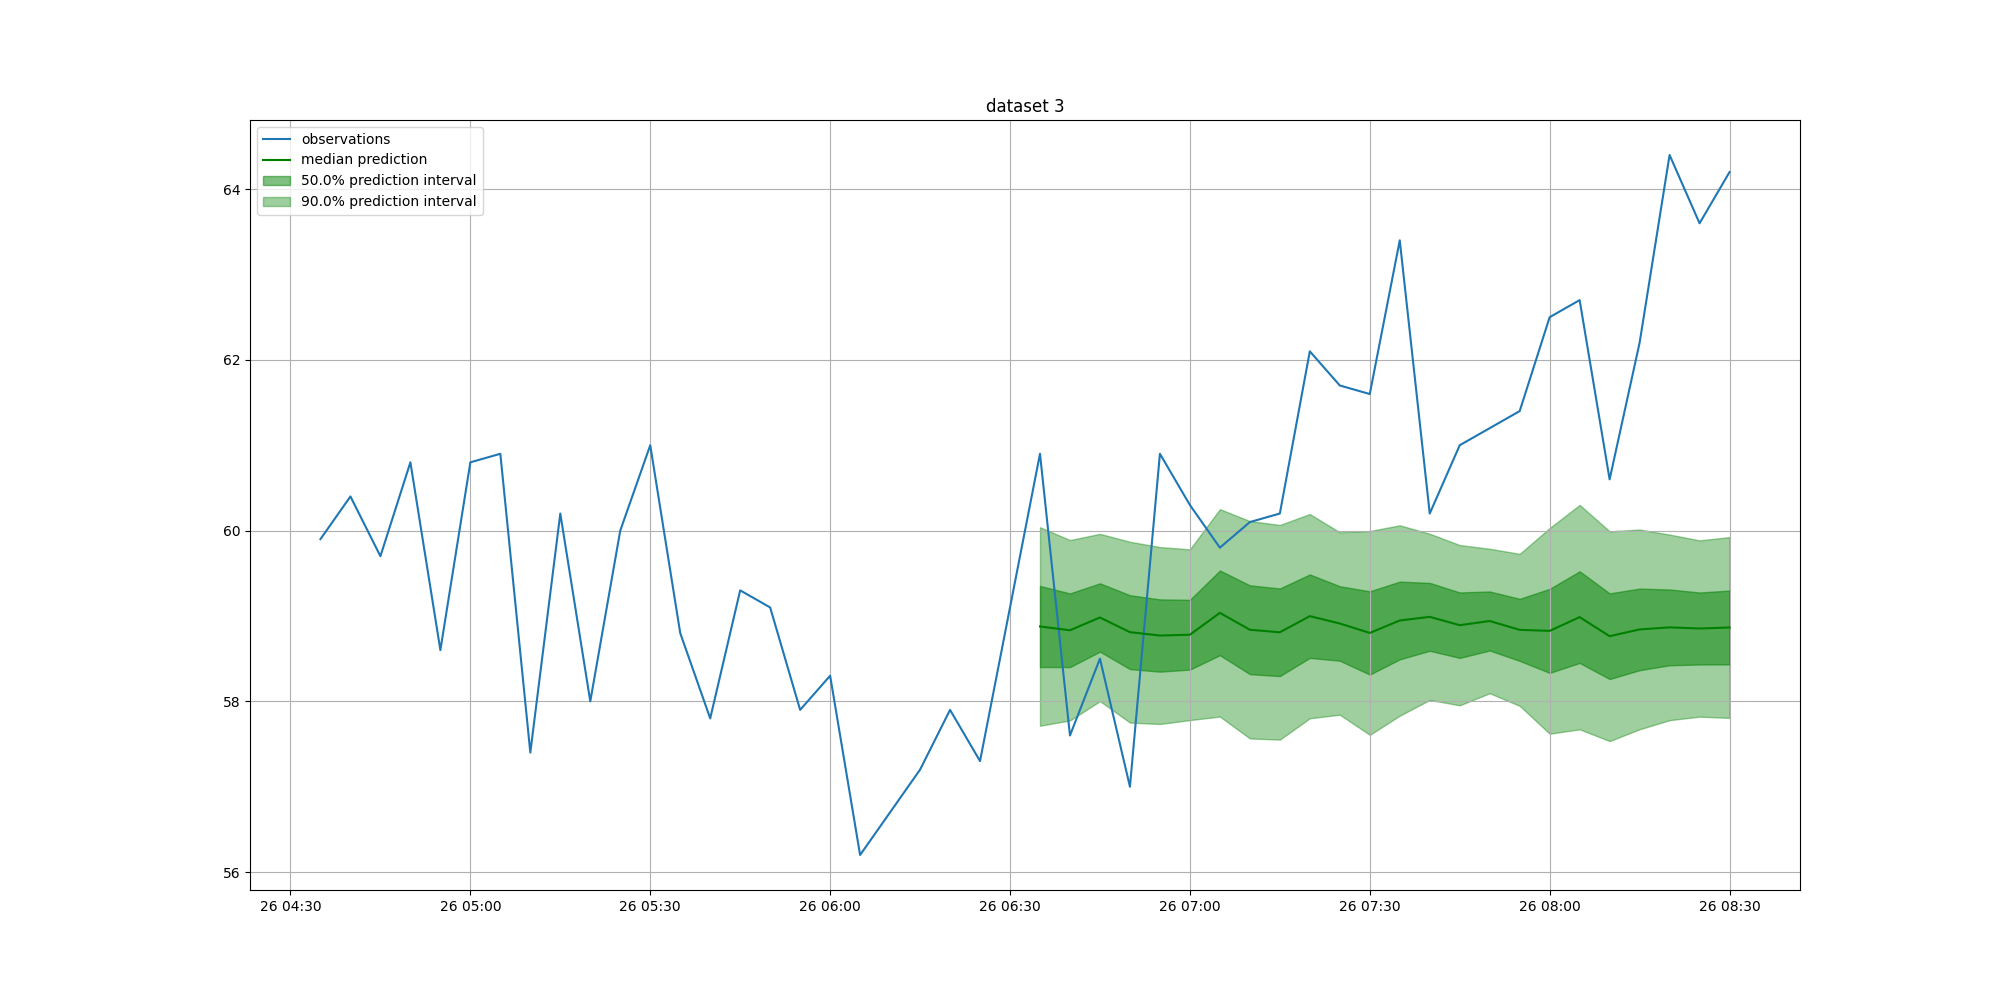 dataset 3
observations
median prediction
50.0% prediction interval
90.0% prediction interval
64
62
60
58
56
26 04:30 26 05:00 26 05:30 26 06:00 26 06:30 26 07:00 26 07:30 26 08:00 26 08:30